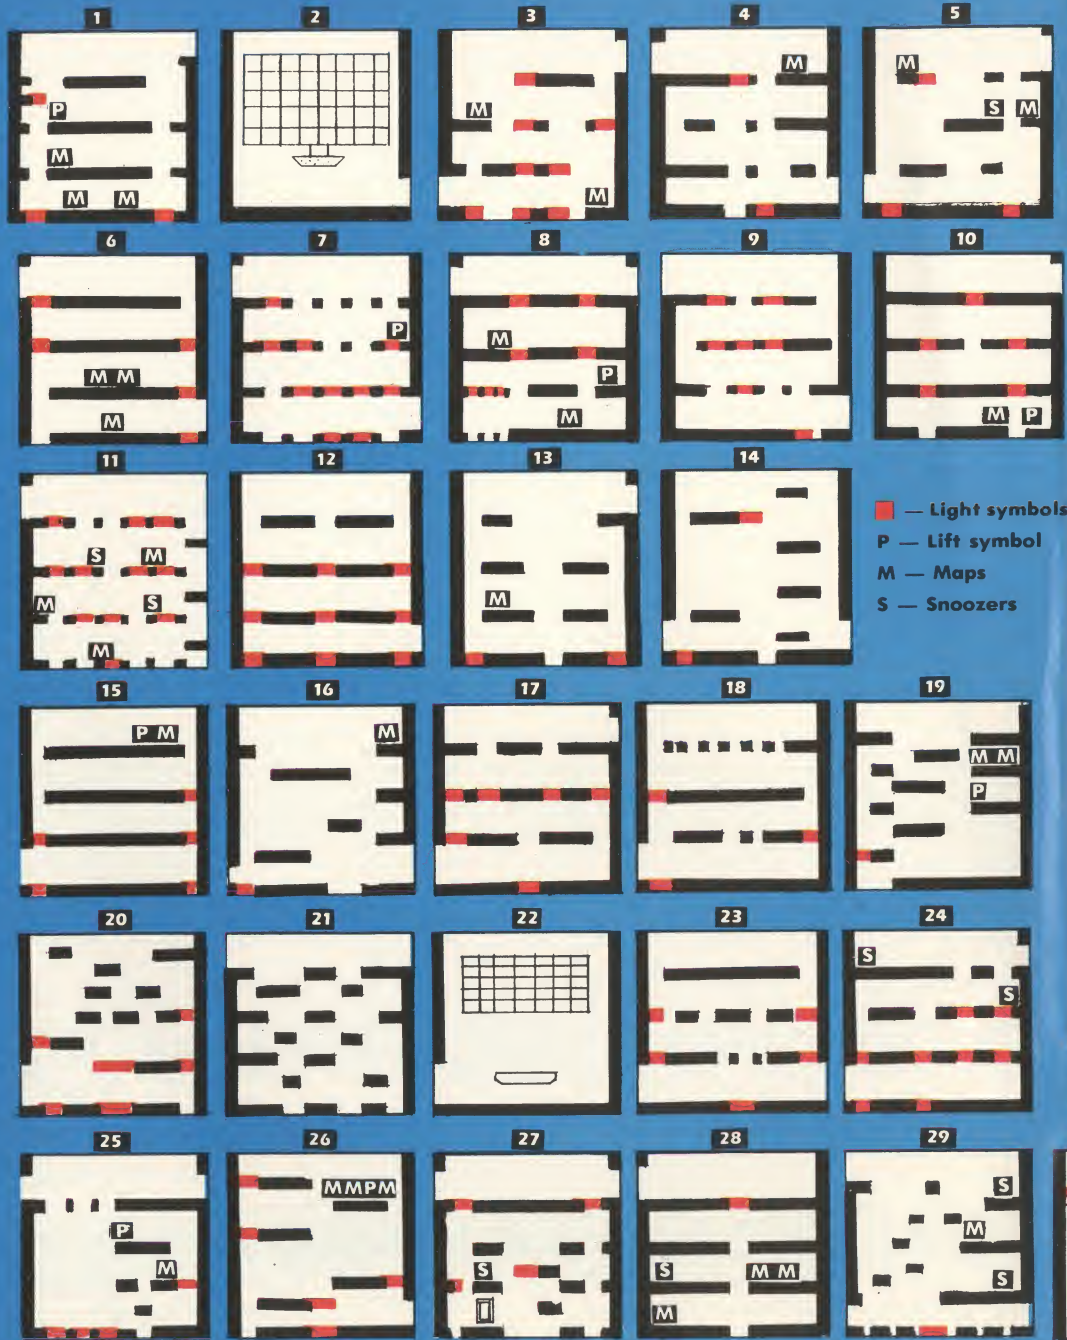 1 2 3 4 5
M
M M M
P S M
M
M
M M M
6 7 8 9 10
P
M
M M P
M M M P
11 12 13 14
— Light symbols
P — Lift symbol
M — Maps
S — Snoozers
S M
M S M
M
15 16 17 18 19
P M M
M M
P
20 21 22 23 24
S
S
25 26 27 28 29
M M P M S
P M
M S S M M S
M